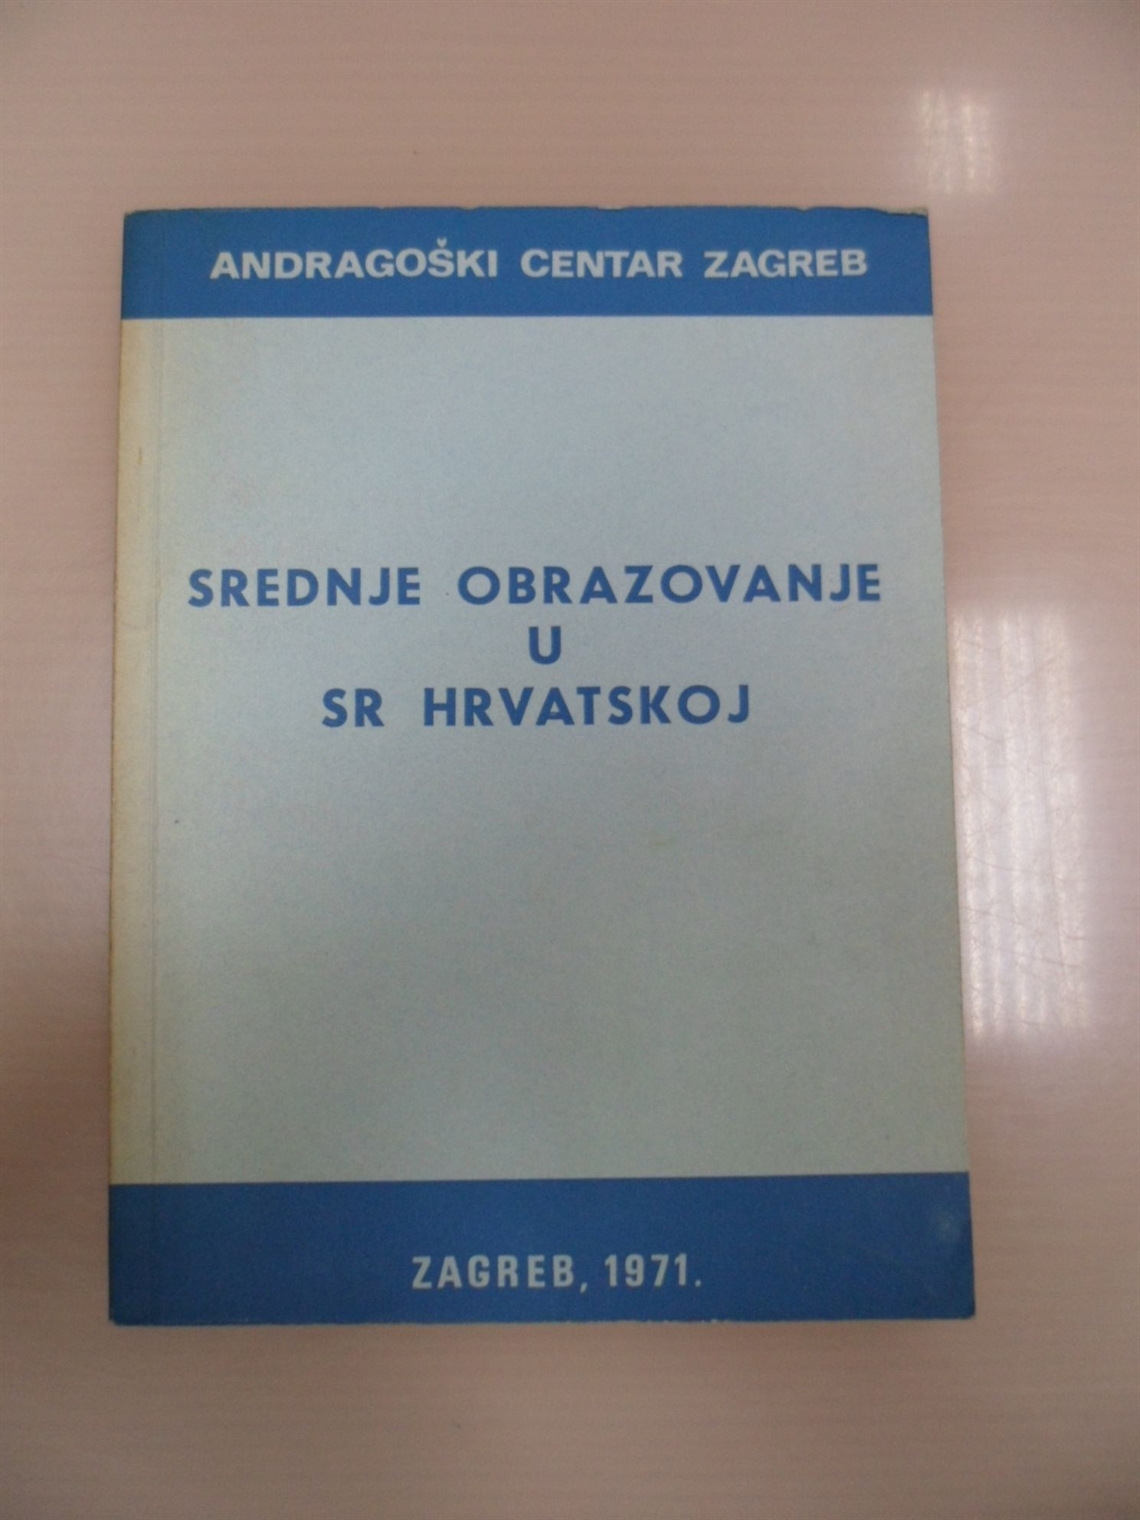 ANDRAGOŠKI CENTAR ZAGREB
SREDNJE OBRAZOVANJE
U
SR HRVATSKOJ
ZAGREB, 1971.